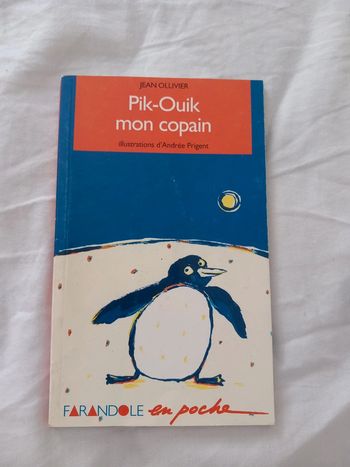 JEAN OLLIVIER
Pik-Ouik
mon copain
illustrations d'Andrée Prigent
FARANDOLE en poche